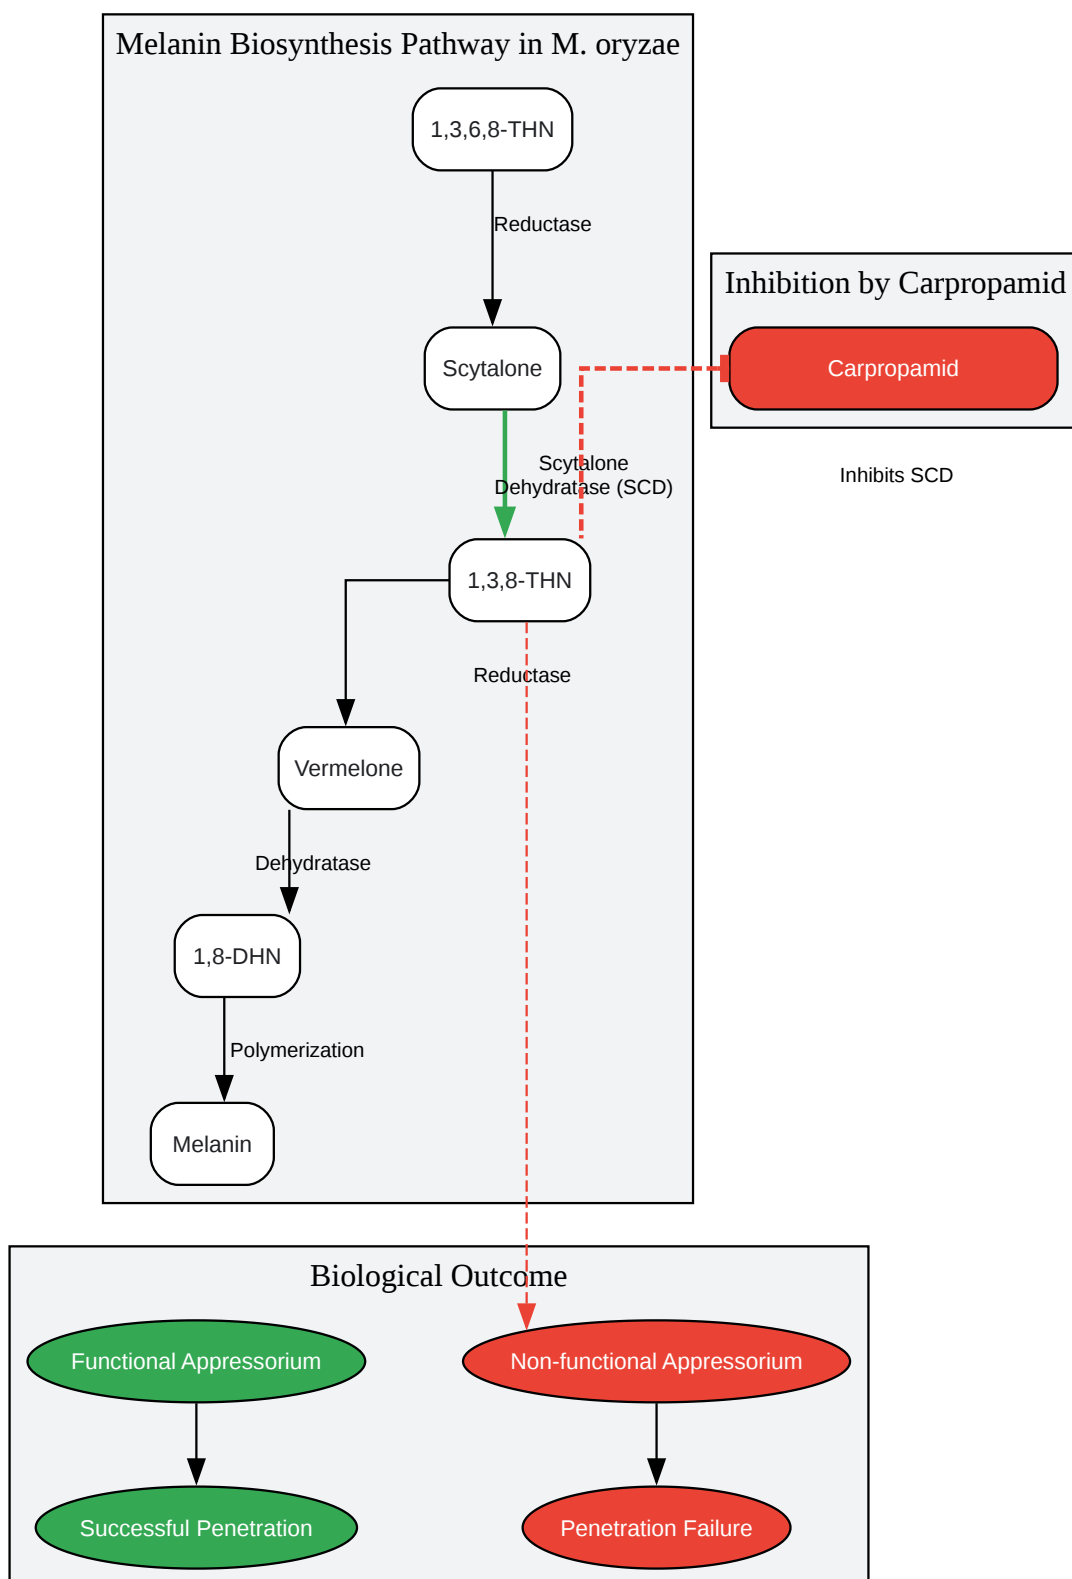 Melanin Biosynthesis Pathway in M. oryzae
1,3,6,8-THN
Reductase
Inhibition by Carpropamid
Scytalone
Carpropamid
Scytalone
Dehydratase (SCD)
Inhibits SCD
1,3,8-THN
Reductase
Vermelone
Dehydratase
1,8-DHN
Polymerization
Melanin
Biological Outcome
Functional Appressorium
Non-functional Appressorium
Successful Penetration
Penetration Failure